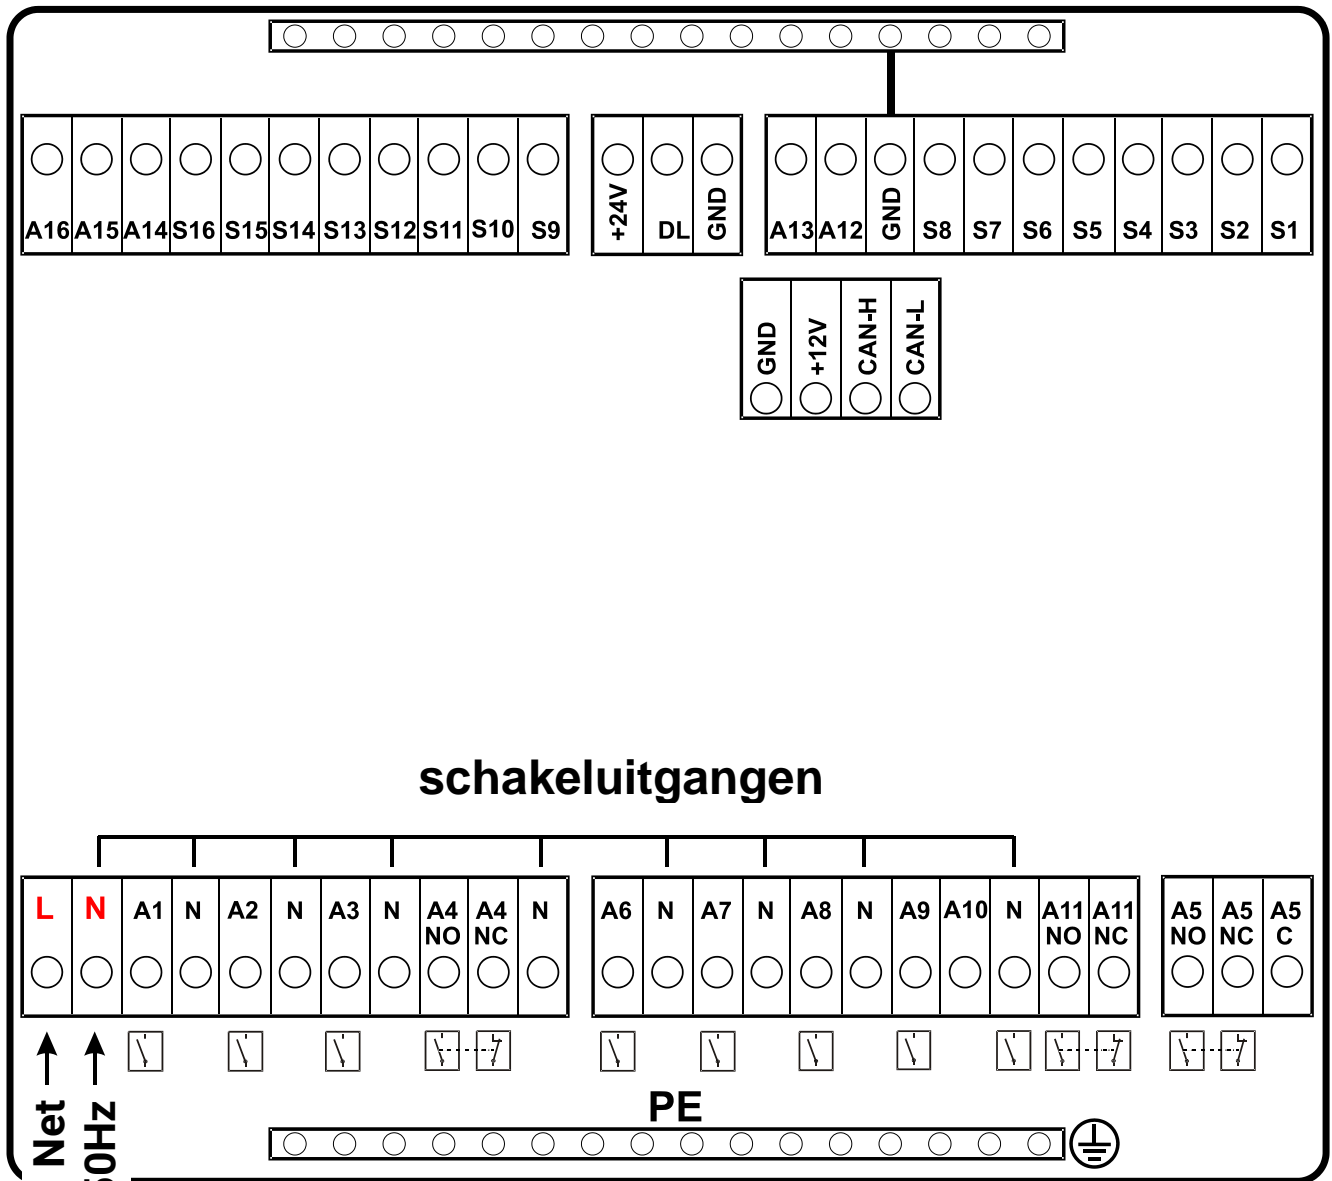 A16 A15 A14 S16 S15 S14 S13 S12 S11 S10 S9
+24V DL GND
A13 A12 GND S8 S7 S6 S5 S4 S3 S2 S1
GND +12V CAN-H CAN-L
schakeluitgangen
L N A1 N A2 N A3 N A4 NO A4 NC N
A6 N A7 N A8 N A9 A10 N A11 NO A11 NC
A5 NO A5 NC A5 C
Net
PE